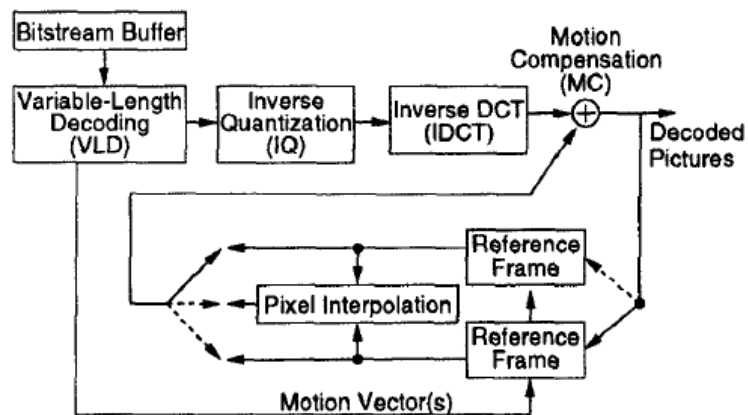 Bitstream Buffer
Motion
Compensation
(MC)
Variable-Length
Decoding
(VLD)
Inverse
Quantization
(IQ)
Inverse DCT
(IDCT)
Decoded
Pictures
Reference
Frame
Pixel Interpolation
Reference
Frame
Motion Vector(s)